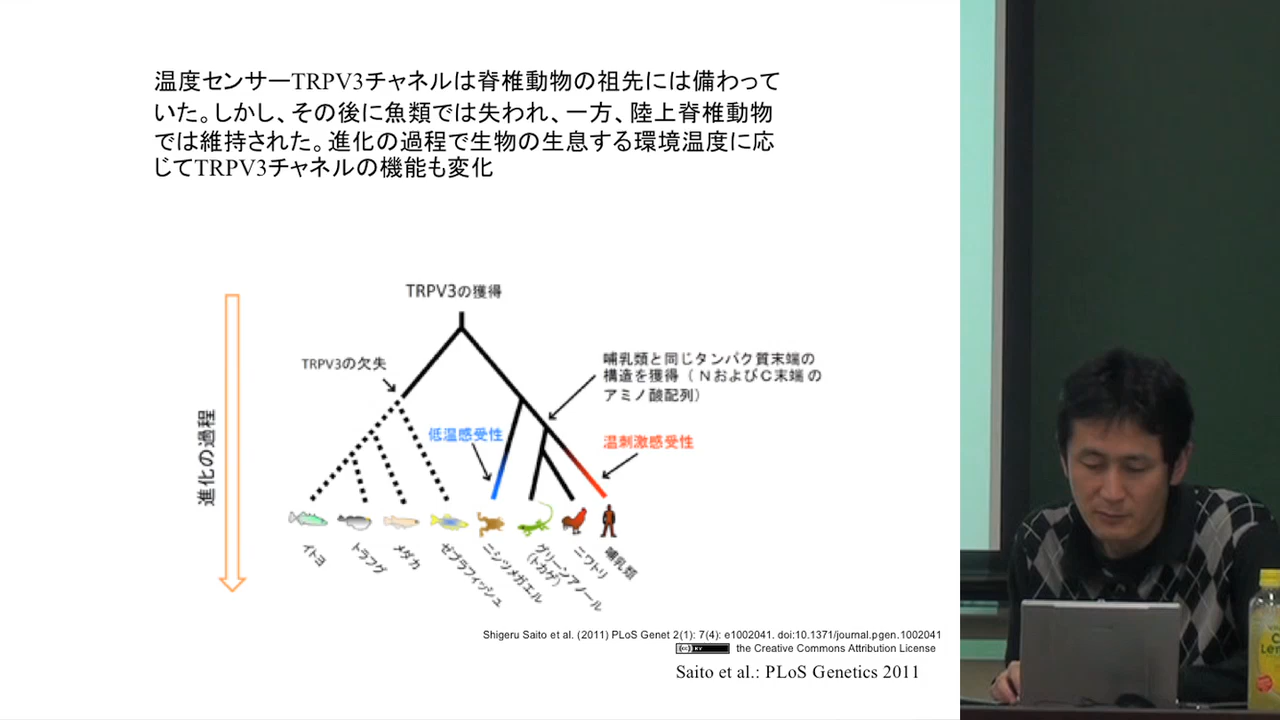 温度センサーTRPV3チャネルは脊椎動物の祖先には備わって
いた。しかし、その後に魚類では失われ、一方、陸上脊椎動物
では維持された。進化の過程で生物の生息する環境温度に応
じてTRPV3チャネルの機能も変化
TRPV3の獲得
TRPV3の欠失
哺乳類と同じタンパク質末端の
構造を獲得（ NおよびC末端 の
アミノ酸配列）
低温感受性
温刺激感受性
進化の過程
イトヨ
トラフグ
メダカ
ゼブラフィッシュ
ニシツメガエル
グリーンアノール
（トカゲ）
ニワトリ
哺乳類
Shigeru Saito et al. (2011) PLoS Genet 2(1): 7(4): e1002041. doi:10.1371/journal.pgen.1002041
(cc) BY the Creative Commons Attribution License
Saito et al.: PLoS Genetics 2011